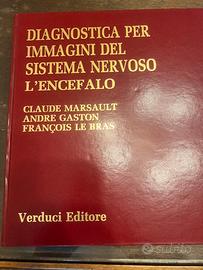 DIAGNOSTICA PER
IMMAGINI DEL
SISTEMA NERVOSO
L'ENCEFALO
CLAUDE MARSAULT
ANDRE GASTON
FRANÇOIS LE BRAS
Verduci Editore
subito